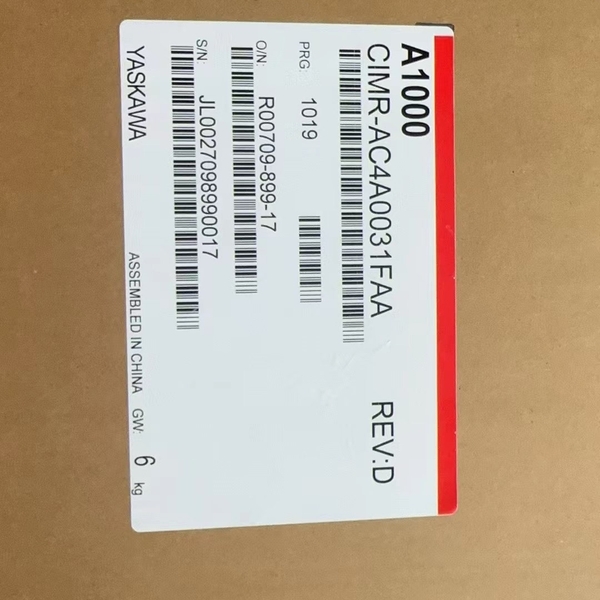 A1000
CIMR-AC4A0031FAA REV:D
PRG: 1019
O/N: R00709-899-17
S/N: JL0027098990017
YASKAWA ASSEMBLED IN CHINA GW: 6 kg